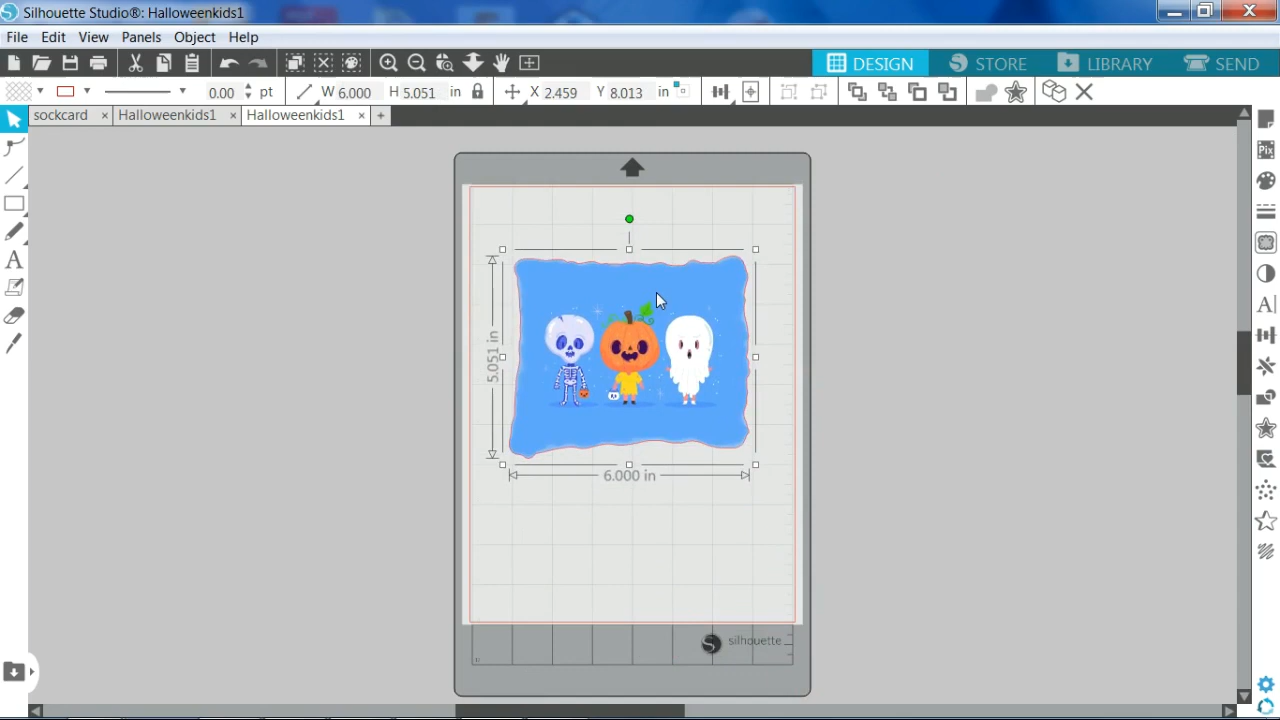 Silhouette Studio®: Halloweenkids1
File Edit View Panels Object Help
DESIGN STORE LIBRARY SEND
0.00 pt W 6.000 H 5.051 in X 2.459 Y 8.013 in
sockcard × Halloweenkids1 × Halloweenkids1 × +
Pix
A
A
5.051 in
6.000 in
silhouette